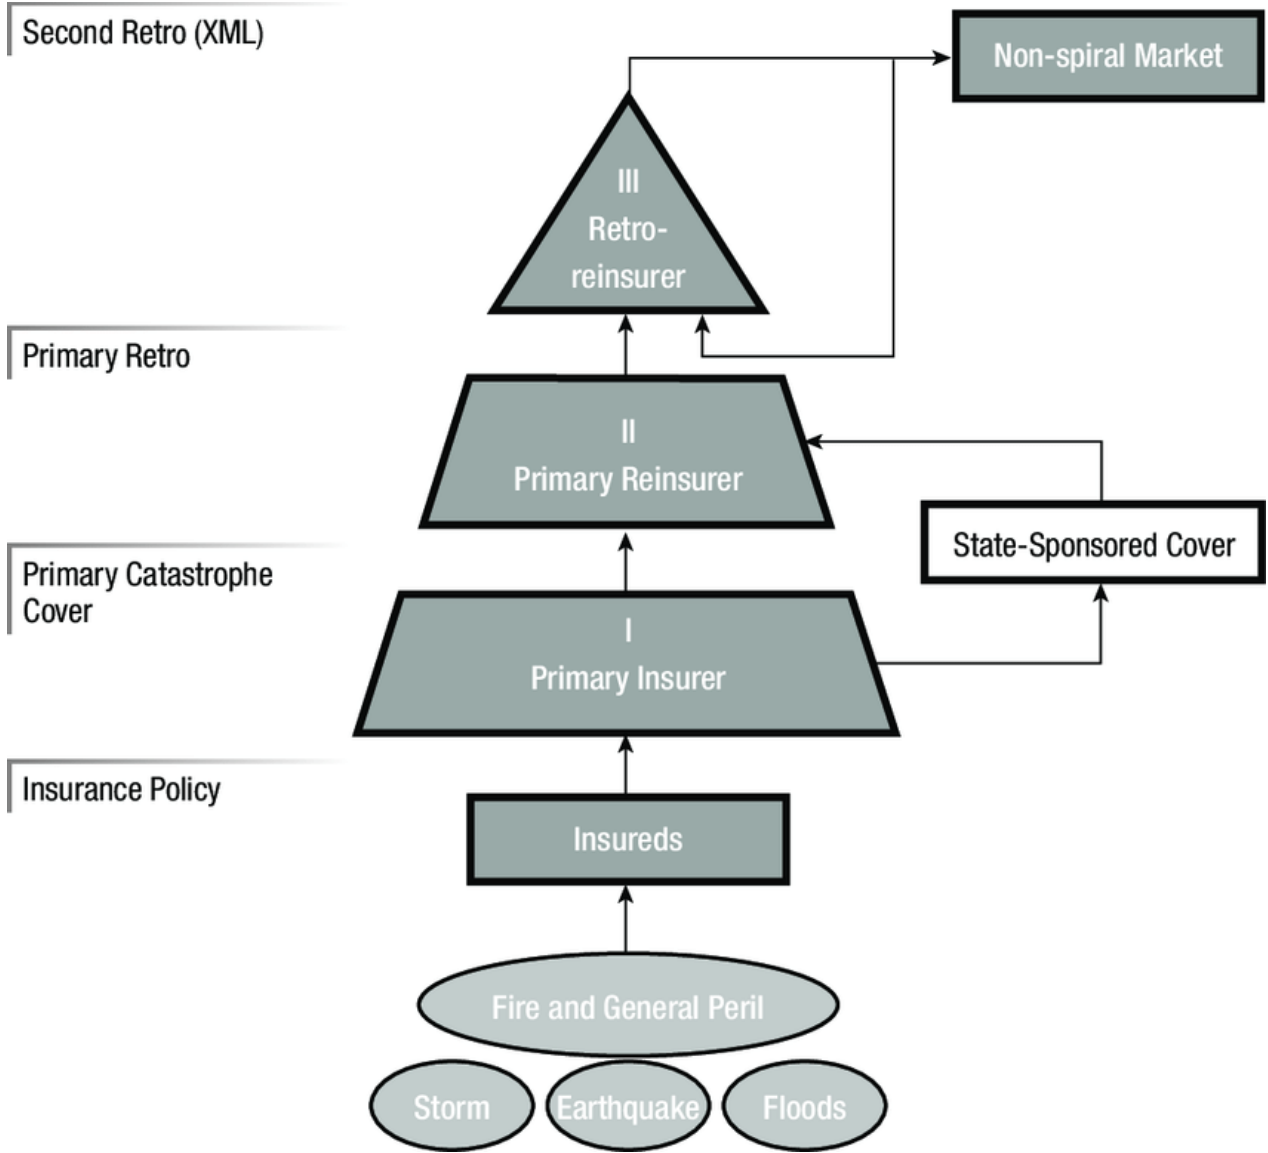 Second Retro (XML)
Non-spiral Market
III
Retro-
reinsurer
Primary Retro
II
Primary Reinsurer
State-Sponsored Cover
Primary Catastrophe
Cover
I
Primary Insurer
Insurance Policy
Insureds
Fire and General Peril
Storm
Earthquake
Floods